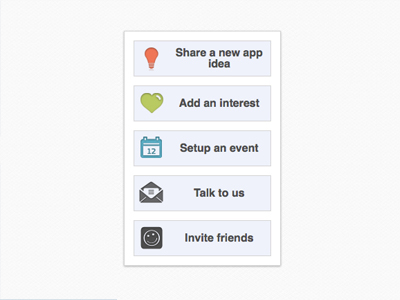 Share a new app
idea
Add an interest
12
Setup an event
Talk to us
Invite friends